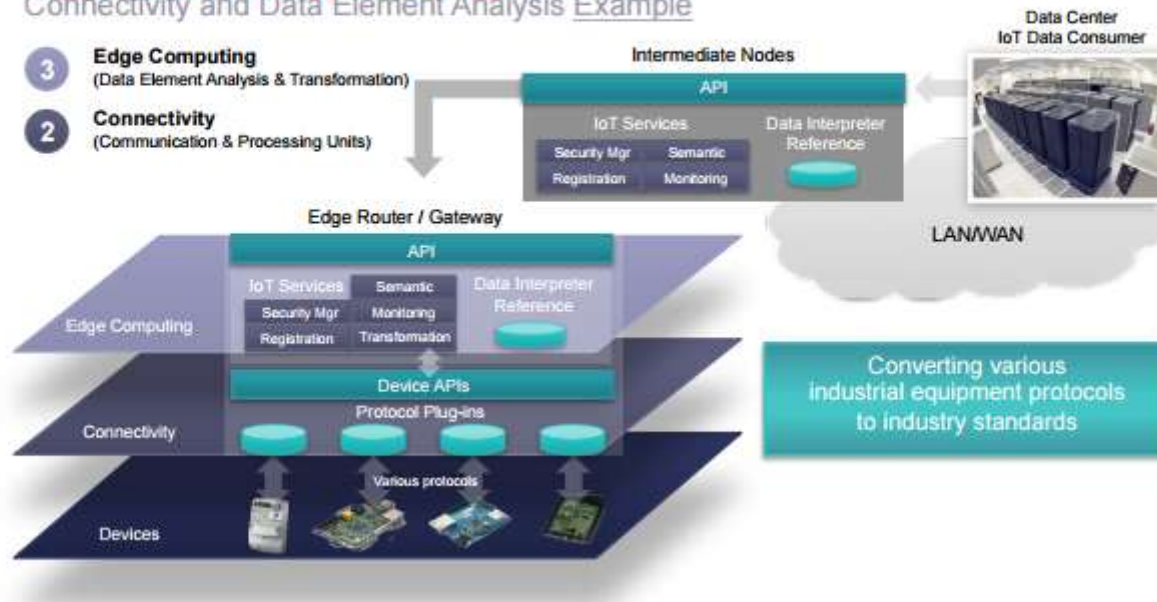 Connectivity and Data Element Analysis Example
3
Edge Computing
(Data Element Analysis & Transformation)
2
Connectivity
(Communication & Processing Units)
Data Center
IoT Data Consumer
Intermediate Nodes
API
IoT Services
Security Mgr
Semantic
Registration
Monitoring
Data Interpreter
Reference
LAN/WAN
Edge Router / Gateway
API
IoT Services
Semantic
Security Mgr
Monitoring
Registration
Transformation
Data Interpreter
Reference
Edge Computing
Device APIs
Protocol Plug-ins
Connectivity
Various protocols
Devices
Converting various
industrial equipment protocols
to industry standards